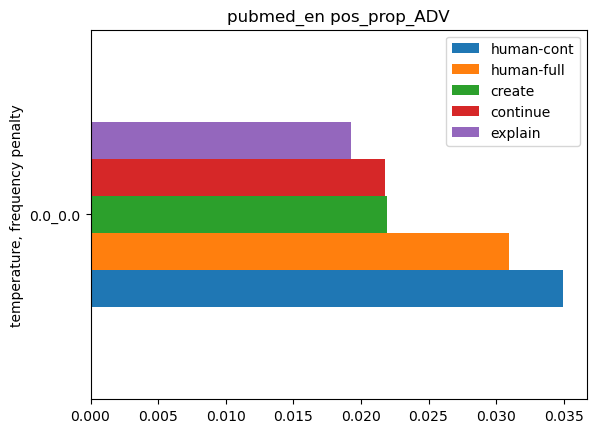 pubmed_en pos_prop_ADV
human-cont
human-full
create
continue
explain
temperature, frequency penalty
0.0_0.0
0.000 0.005 0.010 0.015 0.020 0.025 0.030 0.035